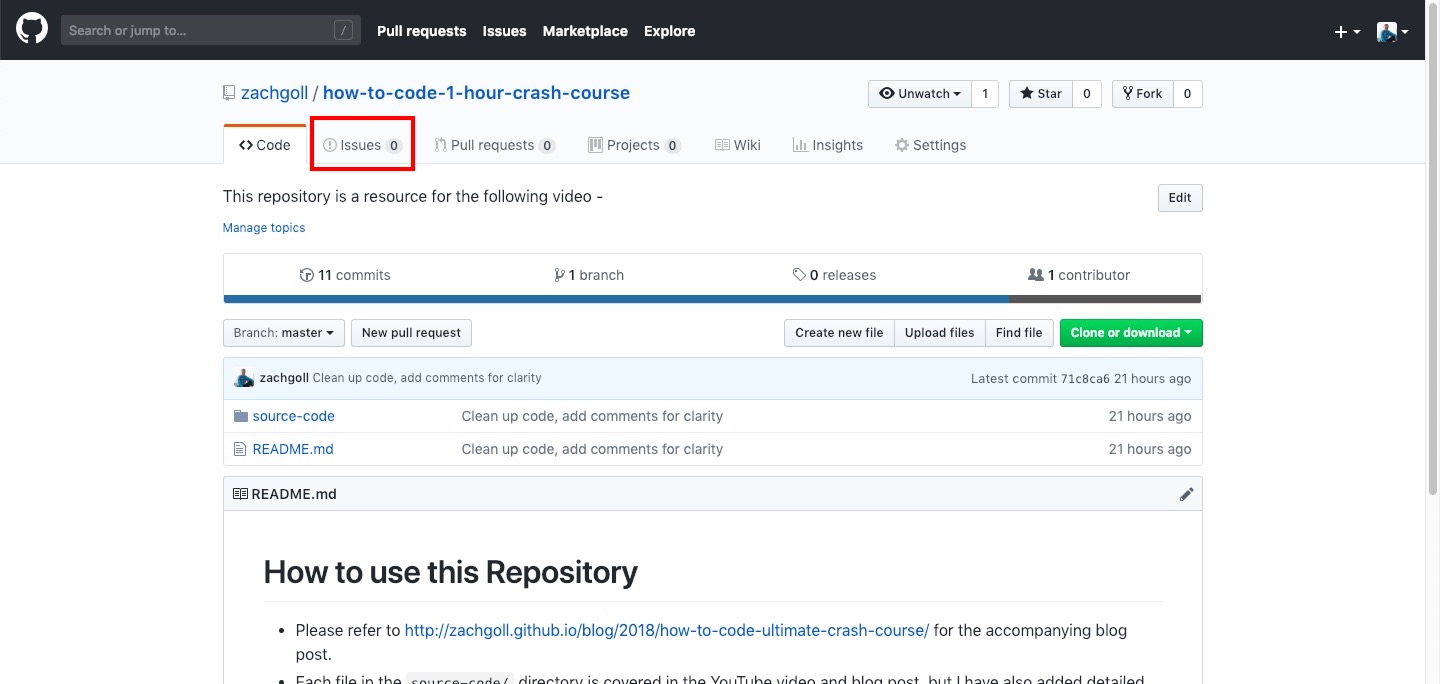 Search or jump to... / Pull requests Issues Marketplace Explore
zachgoll / how-to-code-1-hour-crash-course Unwatch 1 Star 0 Fork 0
Code Issues 0 Pull requests 0 Projects 0 Wiki Insights Settings
This repository is a resource for the following video - Edit
Manage topics
11 commits 1 branch 0 releases 1 contributor
Branch: master New pull request Create new file Upload files Find file Clone or download
zachgoll Clean up code, add comments for clarity Latest commit 71c8ca6 21 hours ago
source-code Clean up code, add comments for clarity 21 hours ago
README.md Clean up code, add comments for clarity 21 hours ago
README.md
How to use this Repository
• Please refer to http://zachgoll.github.io/blog/2018/how-to-code-ultimate-crash-course/ for the accompanying blog
post.
• Each file in the source-code/ directory is covered in the YouTube video and blog post, but I have also added detailed